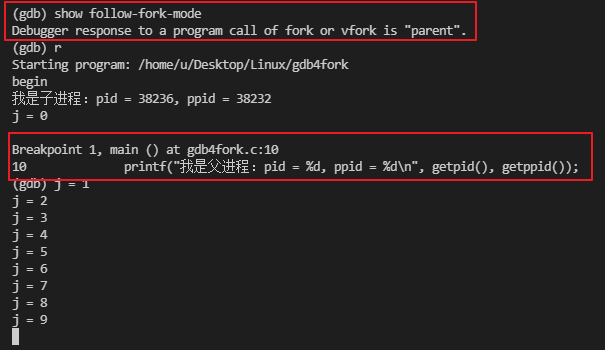 (gdb) show follow-fork-mode
Debugger response to a program call of fork or vfork is "parent".
(gdb) r
Starting program: /home/u/Desktop/Linux/gdb4fork
begin
我是子进程：pid = 38236, ppid = 38232
j = 0
Breakpoint 1, main () at gdb4fork.c:10
10 printf("我是父进程：pid = %d, ppid = %d\n", getpid(), getppid());
(gdb) j = 1
j = 2
j = 3
j = 4
j = 5
j = 6
j = 7
j = 8
j = 9